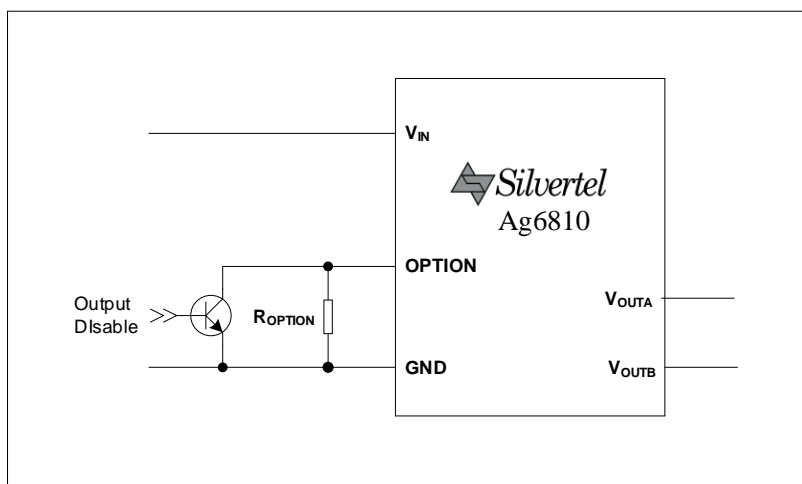 VIN
Silvertel
Ag6810
OPTION
Output
DIsable
ROPTION
VOUTA
GND
VOUTB